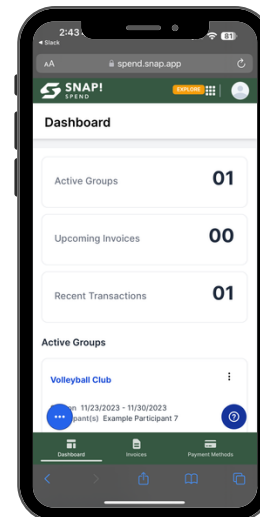 2:43
81
◂ Slack
AA
spend.snap.app
SNAP!
SPEND
EXPLORE
Dashboard
Active Groups
01
Upcoming Invoices
00
Recent Transactions
01
Active Groups
Volleyball Club
11/23/2023 - 11/30/2023
Example Participant 7
Dashboard
Invoices
Payment Methods